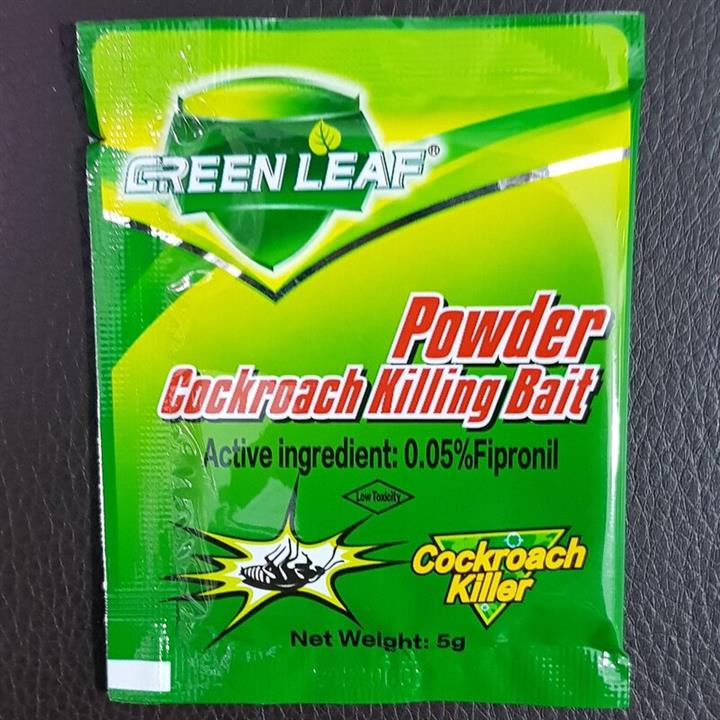 GREEN LEAF®
Powder
Cockroach Killing Bait
Active ingredient: 0.05%Fipronil
Low Toxicity
Cockroach
Killer
Net Weight: 5g